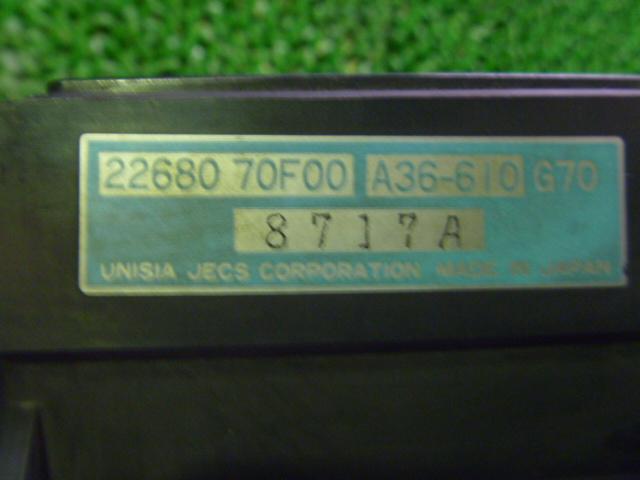 22680 70F00 A36-610 G70
8717A
UNISIA JECS CORPORATION MADE IN JAPAN